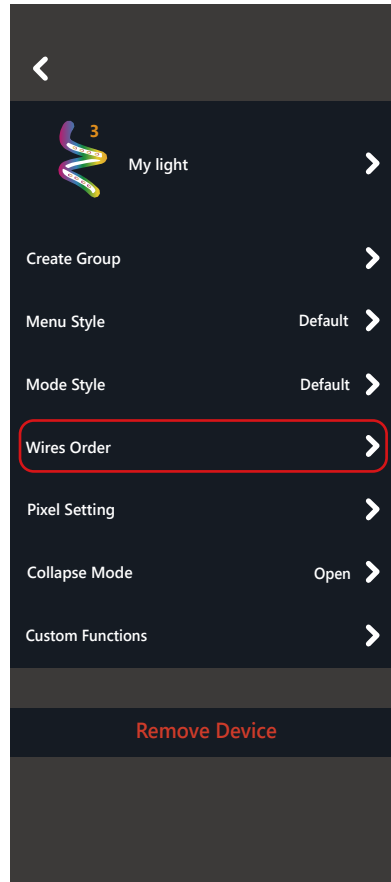 3
My light
Create Group
Menu Style Default
Mode Style Default
Wires Order
Pixel Setting
Collapse Mode Open
Custom Functions
Remove Device